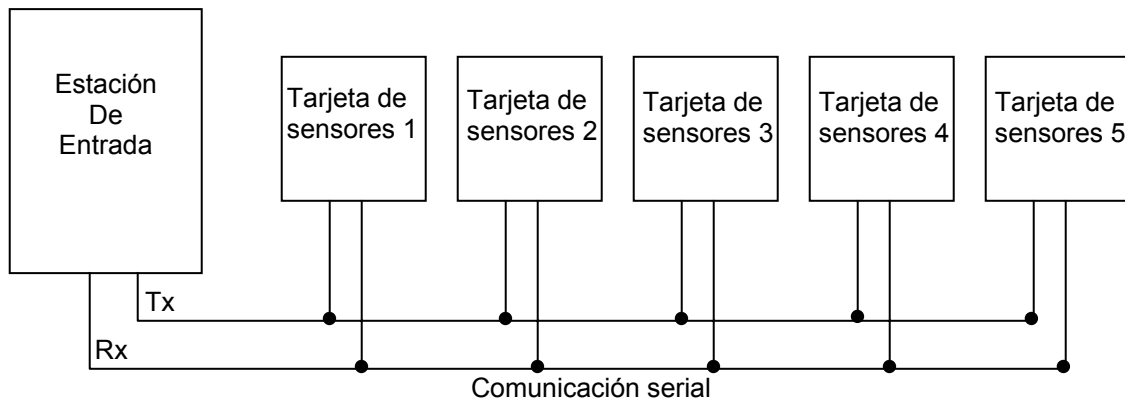 Estación
De
Entrada
Tarjeta de
sensores 1
Tarjeta de
sensores 2
Tarjeta de
sensores 3
Tarjeta de
sensores 4
Tarjeta de
sensores 5
Tx
Rx
Comunicación serial